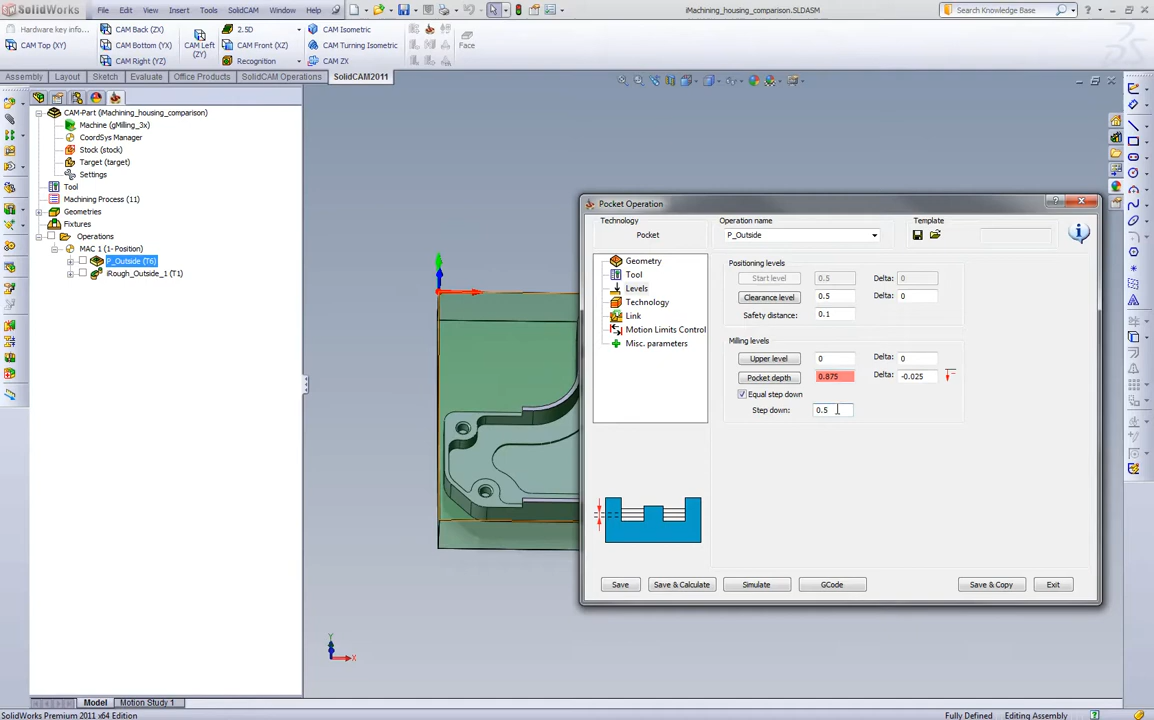 SolidWorks File Edit View Insert Tools SolidCAM Window Help iMachining_housing_comparison.SLDASM Search Knowledge Base
Hardware key info...
CAM Top (XY)
CAM Back (ZX)
CAM Bottom (YX)
CAM Right (YZ)
CAM Left (ZY)
2.5D
CAM Front (XZ)
Recognition
CAM Isometric
CAM Turning Isometric
CAM ZX
Face
Assembly Layout Sketch Evaluate Office Products SolidCAM Operations SolidCAM2011
CAM-Part (iMachining_housing_comparison)
Machine (gMilling_3x)
CoordSys Manager
Stock (stock)
Target (target)
Settings
Tool
Machining Process (11)
Geometries
Fixtures
Operations
MAC 1 (1- Position)
P_Outside (T6)
iRough_Outside_1 (T1)
Pocket Operation
Technology
Pocket
Operation name
P_Outside
Template
Geometry
Tool
Levels
Technology
Link
Motion Limits Control
Misc. parameters
Positioning levels
Start level 0.5 Delta: 0
Clearance level 0.5 Delta: 0
Safety distance: 0.1
Milling levels
Upper level 0 Delta: 0
Pocket depth 0.875 Delta: -0.025
Equal step down
Step down: 0.5
Save Save & Calculate Simulate GCode Save & Copy Exit
Y
X
Model Motion Study 1
SolidWorks Premium 2011 x64 Edition Fully Defined Editing Assembly